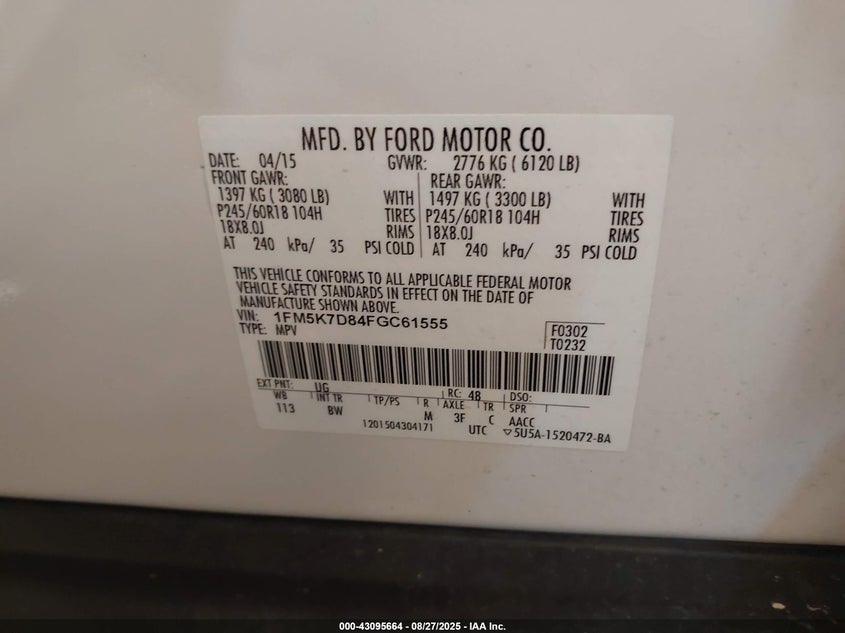 MFD. BY FORD MOTOR CO.
DATE: 04/15 GVWR: 2776 KG ( 6120 LB)
FRONT GAWR: REAR GAWR:
1397 KG ( 3080 LB) WITH 1497 KG ( 3300 LB) WITH
P245/60R18 104H TIRES P245/60R18 104H TIRES
18X8.0J RIMS 18X8.0J RIMS
AT 240 kPa/ 35 PSI COLD AT 240 kPa/ 35 PSI COLD
THIS VEHICLE CONFORMS TO ALL APPLICABLE FEDERAL MOTOR
VEHICLE SAFETY STANDARDS IN EFFECT ON THE DATE OF
MANUFACTURE SHOWN ABOVE.
VIN: 1FM5K7D84FGC61555 F0302
TYPE: MPV T0232
EXT PNT: UG RC: 48 DSO:
WB INT TR TP/PS R AXLE TR SPR
113 BW M 3F C AACC
1201504304171 UTC ▽5U5A-1520472-BA
000-43095664 - 08/27/2025 - IAA Inc.